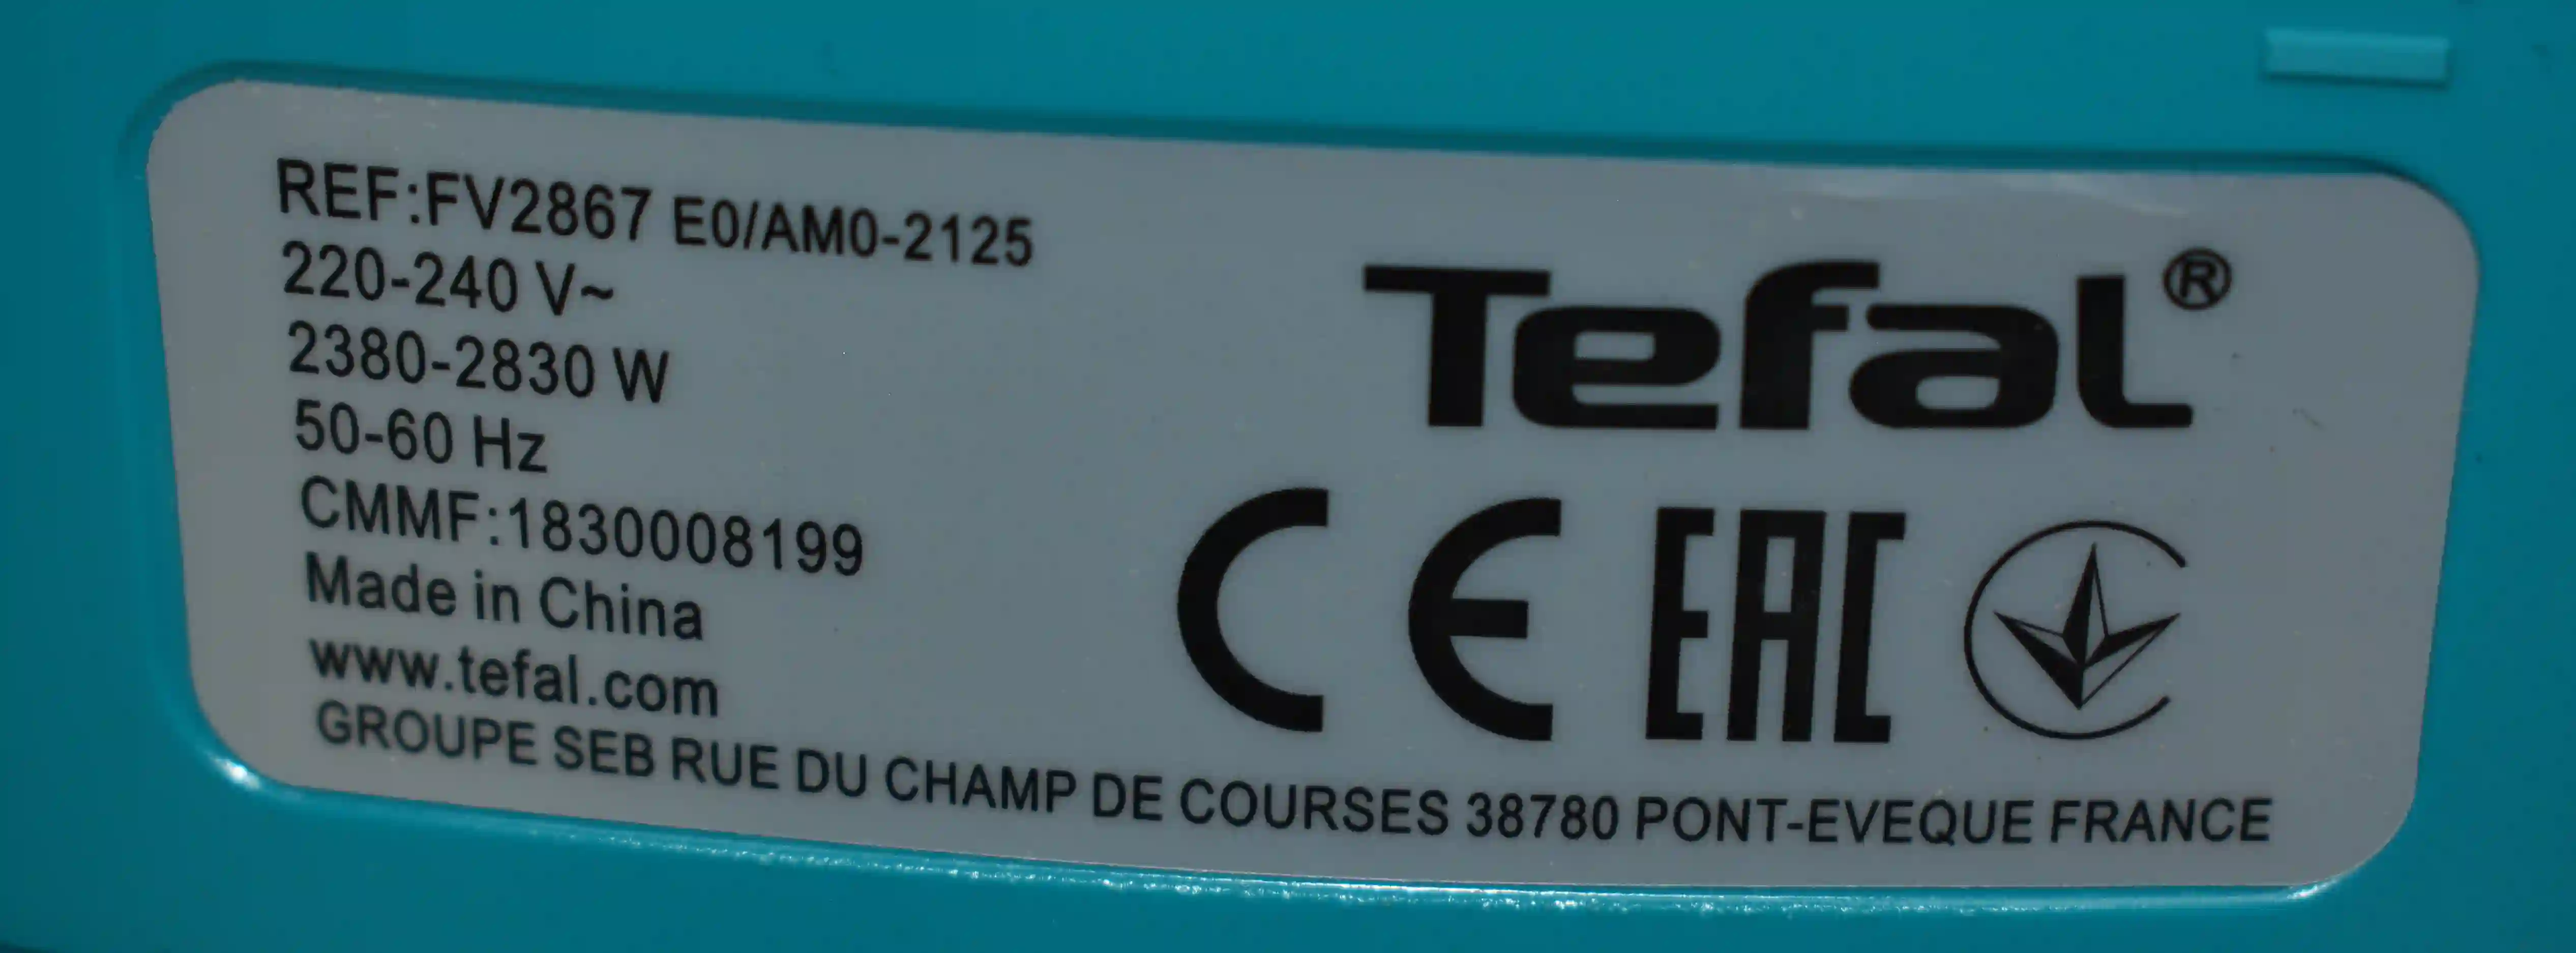 REF:FV2867 E0/AM0-2125
220-240 V~
2380-2830 W
50-60 Hz
CMMF:1830008199
Made in China
www.tefal.com
GROUPE SEB RUE DU CHAMP DE COURSES 38780 PONT-EVEQUE FRANCE
Tefal®
CE EAC